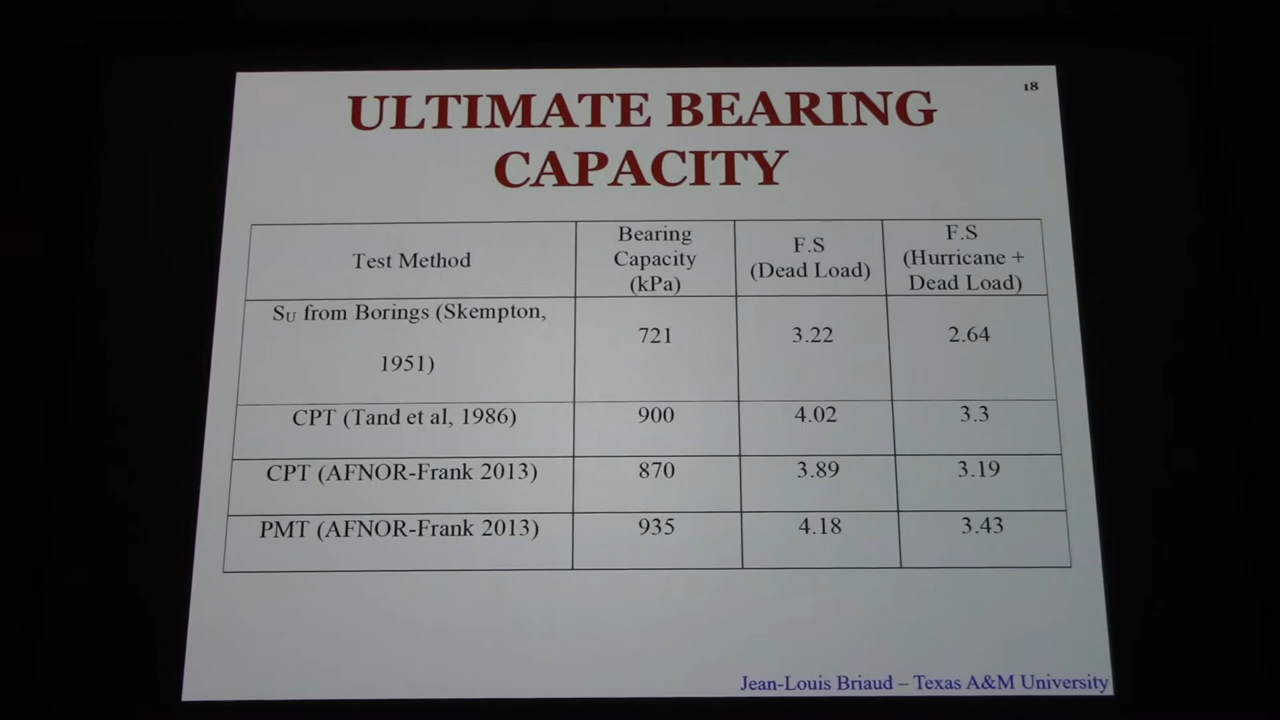 18
ULTIMATE BEARING
CAPACITY
Test Method
Bearing
Capacity
(kPa)
F.S
(Dead Load)
F.S
(Hurricane +
Dead Load)
SU from Borings (Skempton,
1951)
721
3.22
2.64
CPT (Tand et al, 1986)
900
4.02
3.3
CPT (AFNOR-Frank 2013)
870
3.89
3.19
PMT (AFNOR-Frank 2013)
935
4.18
3.43
Jean-Louis Briaud – Texas A&M University